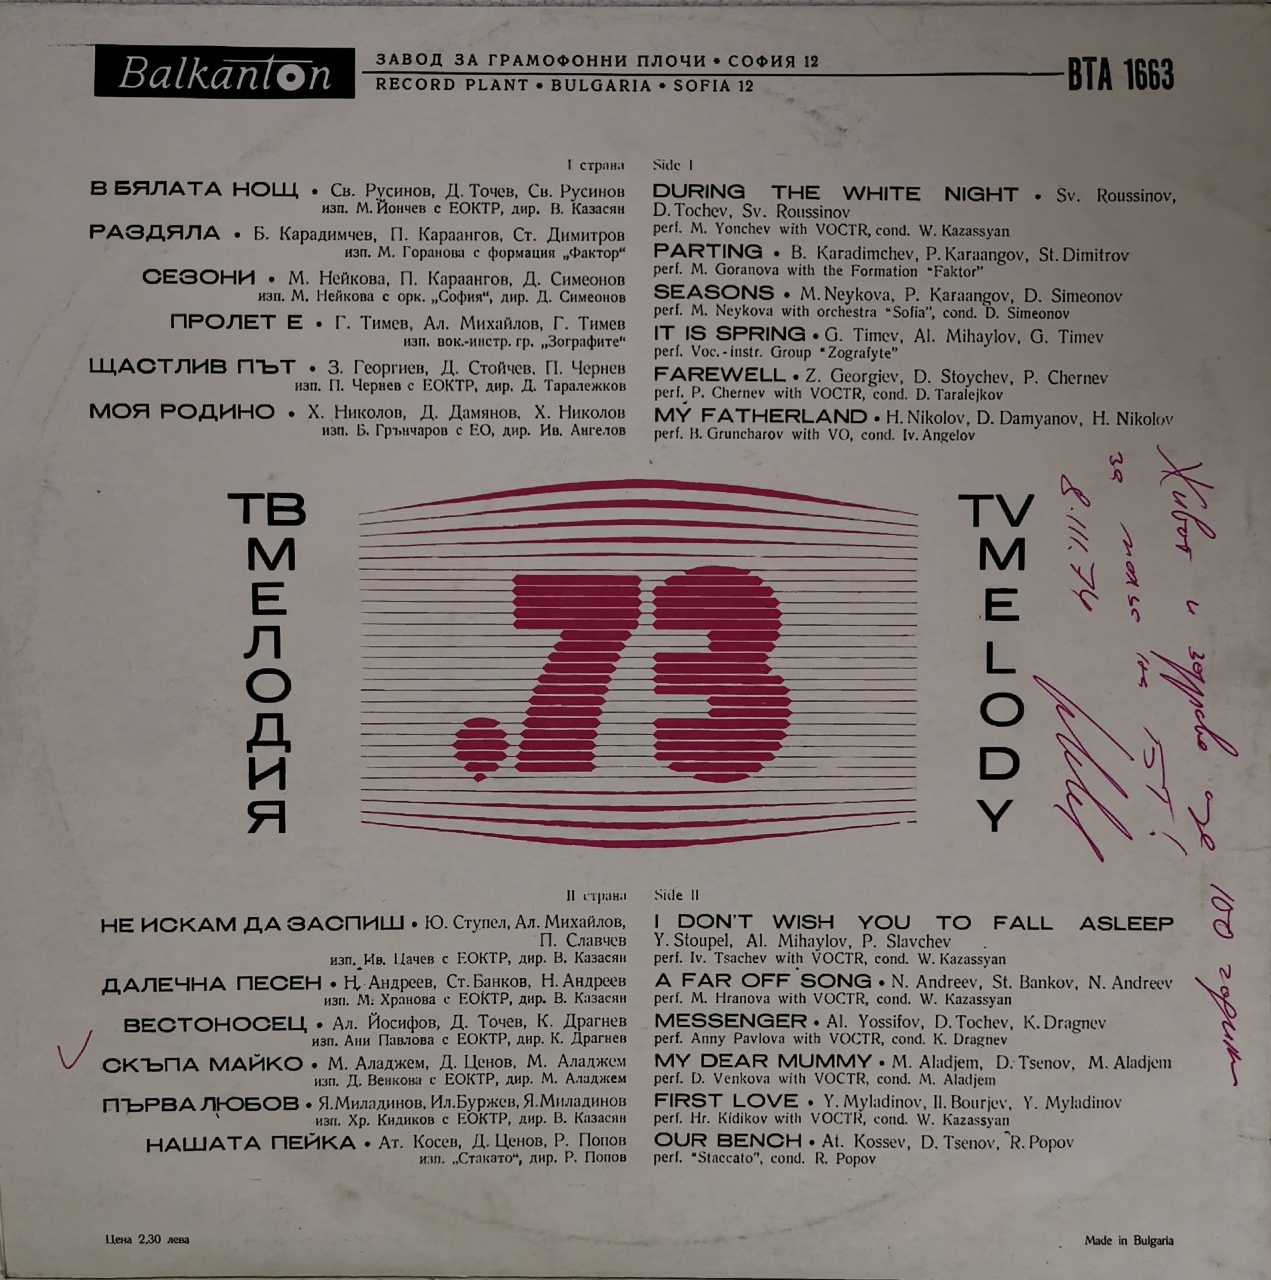 Balkanton
ЗАВОД ЗА ГРАМОФОННИ ПЛОЧИ • СОФИЯ 12
RECORD PLANT • BULGARIA • SOFIA 12
ВТА 1663
I страна
В БЯЛАТА НОЩ • Св. Русинов, Д. Точев, Св. Русинов
изп. М. Йончев с ЕОКТР, дир. В. Казасян
РАЗДЯЛА • Б. Карадимчев, П. Караангов, Ст. Димитров
изп. М. Горанова с формация „Фактор“
СЕЗОНИ • М. Нейкова, П. Караангов, Д. Симеонов
изп. М. Нейкова с орк. „София“, дир. Д. Симеонов
ПРОЛЕТ Е • Г. Тимев, Ал. Михайлов, Г. Тимев
изп. вок.-инстр. гр. „Зографите“
ЩАСТЛИВ ПЪТ • З. Георгиев, Д. Стойчев, П. Чернев
изп. П. Чернев с ЕОКТР, дир. Д. Таралежков
МОЯ РОДИНО • Х. Николов, Д. Дамянов, Х. Николов
изп. Б. Грънчаров с ЕО, дир. Ив. Ангелов
Side I
DURING THE WHITE NIGHT • Sv. Roussinov,
D. Tochev, Sv. Roussinov
perf. M. Yonchev with VOCTR, cond. W. Kazassyan
PARTING • B. Karadimchev, P. Karaangov, St. Dimitrov
perf. M. Goranova with the Formation “Faktor”
SEASONS • M. Neykova, P. Karaangov, D. Simeonov
perf. M. Neykova with orchestra “Sofia”, cond. D. Simeonov
IT IS SPRING • G. Timev, Al. Mihaylov, G. Timev
perf. Voc.-instr. Group “Zografyte”
FAREWELL • Z. Georgiev, D. Stoychev, P. Chernev
perf. P. Chernev with VOCTR, cond. D. Taralejkov
MY FATHERLAND • H. Nikolov, D. Damyanov, H. Nikolov
perf. B. Gruncharov with VO, cond. Iv. Angelov
ТВ
МЕЛОДИЯ
.73
TV
MELODY
Живот и здраве още 100 години
за тоя на БТ!
8.III.74
II страна
НЕ ИСКАМ ДА ЗАСПИШ • Ю. Ступел, Ал. Михайлов,
П. Славчев
изп. Ив. Цачев с ЕОКТР, дир. В. Казасян
ДАЛЕЧНА ПЕСЕН • Н. Андреев, Ст. Банков, Н. Андреев
изп. М. Хранова с ЕОКТР, дир. В. Казасян
ВЕСТОНОСЕЦ • Ал. Йосифов, Д. Точев, К. Драгнев
изп. Ани Павлова с ЕОКТР, дир. К. Драгнев
СКЪПА МАЙКО • М. Аладжем, Д. Ценов, М. Аладжем
изп. Д. Венкова с ЕОКТР, дир. М. Аладжем
ПЪРВА ЛЮБОВ • Я. Миладинов, Ил. Буржев, Я. Миладинов
изп. Хр. Кидиков с ЕОКТР, дир. В. Казасян
НАШАТА ПЕЙКА • Ат. Косев, Д. Ценов, Р. Попов
изп. „Стакато“, дир. Р. Попов
Side II
I DON'T WISH YOU TO FALL ASLEEP
Y. Stoupel, Al. Mihaylov, P. Slavchev
perf. Iv. Tsachev with VOCTR, cond. W. Kazassyan
A FAR OFF SONG • N. Andreev, St. Bankov, N. Andreev
perf. M. Hranova with VOCTR, cond. W. Kazassyan
MESSENGER • Al. Yossifov, D. Tochev, K. Dragnev
perf. Anny Pavlova with VOCTR, cond. K. Dragnev
MY DEAR MUMMY • M. Aladjem, D. Tsenov, M. Aladjem
perf. D. Venkova with VOCTR, cond. M. Aladjem
FIRST LOVE • Y. Myladinov, Il. Bourjev, Y. Myladinov
perf. Hr. Kidikov with VOCTR, cond. W. Kazassyan
OUR BENCH • At. Kossev, D. Tsenov, R. Popov
perf. “Staccato”, cond. R. Popov
Цена 2,30 лева
Made in Bulgaria